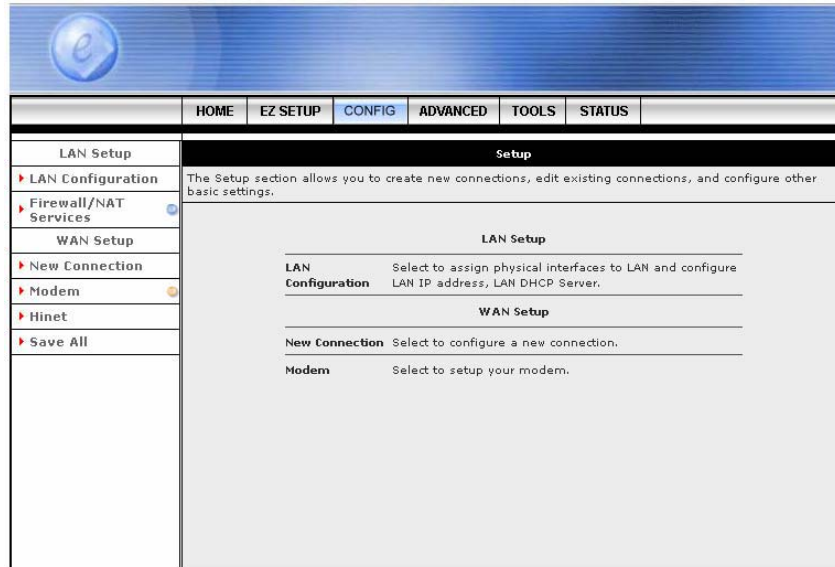 e
HOME EZ SETUP CONFIG ADVANCED TOOLS STATUS
LAN Setup
LAN Configuration
Firewall/NAT
Services
WAN Setup
New Connection
Modem
Hinet
Save All
Setup
The Setup section allows you to create new connections, edit existing connections, and configure other
basic settings.
LAN Setup
LAN Select to assign physical interfaces to LAN and configure
Configuration LAN IP address, LAN DHCP Server.
WAN Setup
New Connection Select to configure a new connection.
Modem Select to setup your modem.